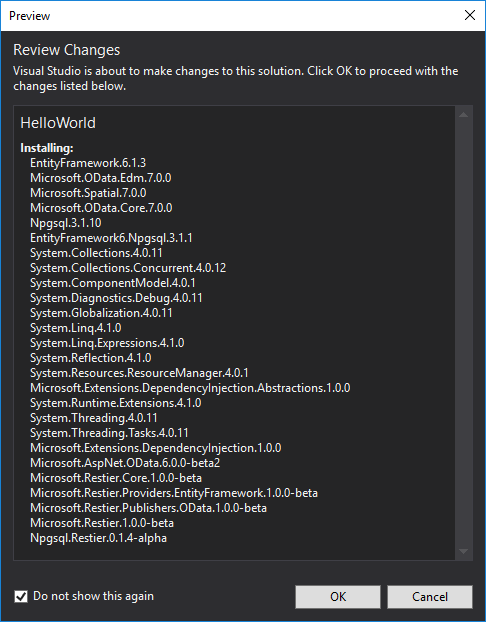 Preview
Review Changes
Visual Studio is about to make changes to this solution. Click OK to proceed with the
changes listed below.
HelloWorld
Installing:
EntityFramework.6.1.3
Microsoft.OData.Edm.7.0.0
Microsoft.Spatial.7.0.0
Microsoft.OData.Core.7.0.0
Npgsql.3.1.10
EntityFramework6.Npgsql.3.1.1
System.Collections.4.0.11
System.Collections.Concurrent.4.0.12
System.ComponentModel.4.0.1
System.Diagnostics.Debug.4.0.11
System.Globalization.4.0.11
System.Linq.4.1.0
System.Linq.Expressions.4.1.0
System.Reflection.4.1.0
System.Resources.ResourceManager.4.0.1
Microsoft.Extensions.DependencyInjection.Abstractions.1.0.0
System.Runtime.Extensions.4.1.0
System.Threading.4.0.11
System.Threading.Tasks.4.0.11
Microsoft.Extensions.DependencyInjection.1.0.0
Microsoft.AspNet.OData.6.0.0-beta2
Microsoft.Restier.Core.1.0.0-beta
Microsoft.Restier.Providers.EntityFramework.1.0.0-beta
Microsoft.Restier.Publishers.OData.1.0.0-beta
Microsoft.Restier.1.0.0-beta
Npgsql.Restier.0.1.4-alpha
Do not show this again
OK
Cancel